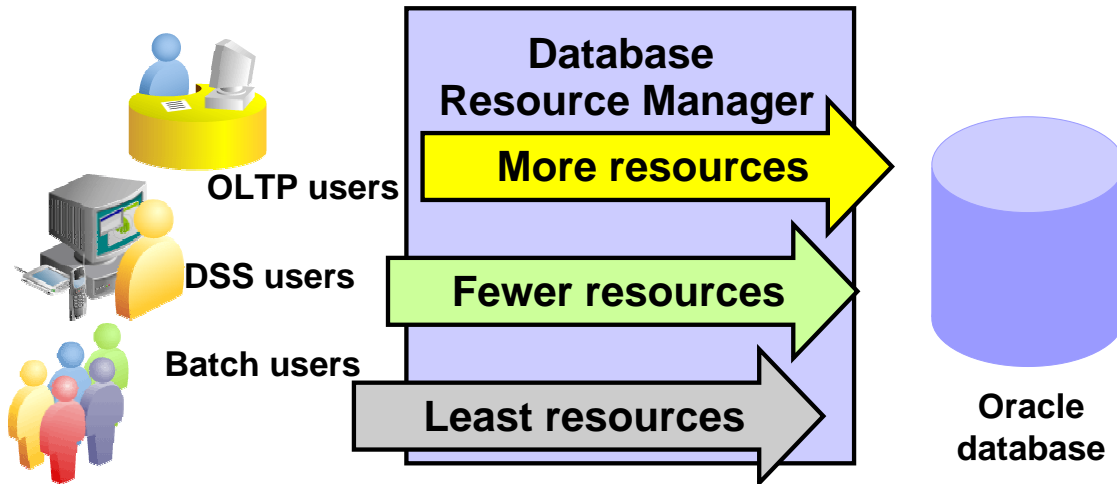 Database
Resource Manager
More resources
OLTP users
DSS users
Fewer resources
Batch users
Least resources
Oracle
database